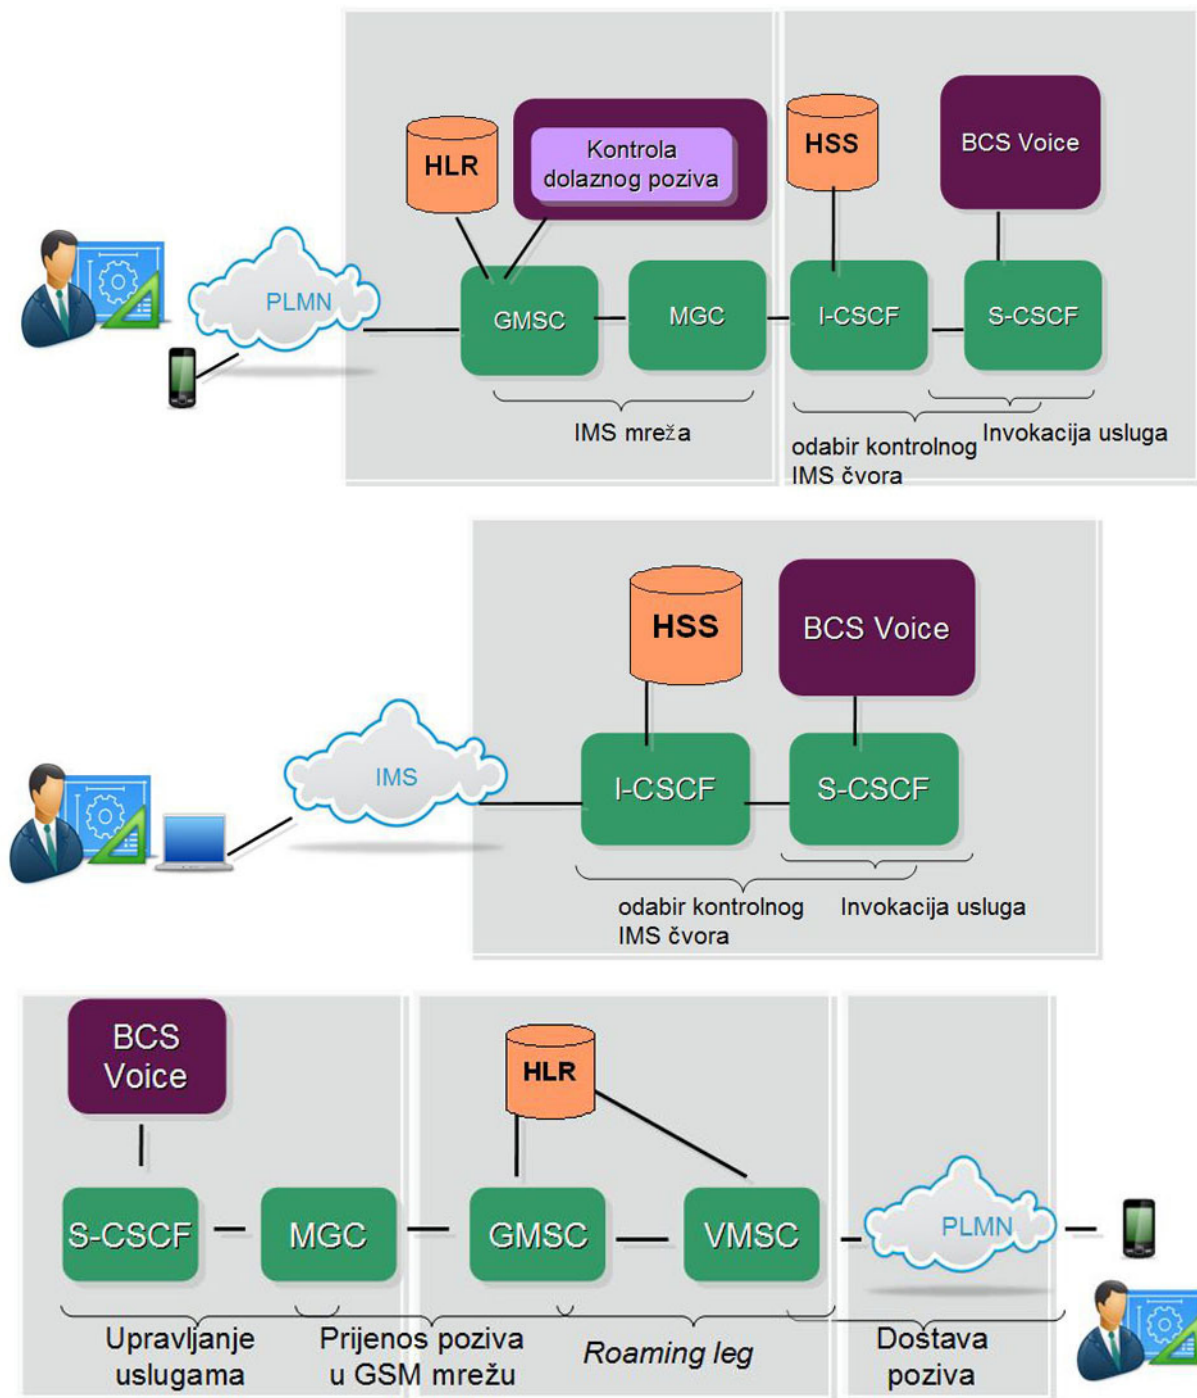 HLR
Kontrola
dolaznog poziva
HSS
BCS Voice
PLMN
GMSC
MGC
I-CSCF
S-CSCF
IMS mreža
odabir kontrolnog
IMS čvora
Invokacija usluga
HSS
BCS Voice
IMS
I-CSCF
S-CSCF
odabir kontrolnog
IMS čvora
Invokacija usluga
BCS
Voice
HLR
S-CSCF
MGC
GMSC
VMSC
PLMN
Upravljanje
uslugama
Prijenos poziva
u GSM mrežu
Roaming leg
Dostava
poziva